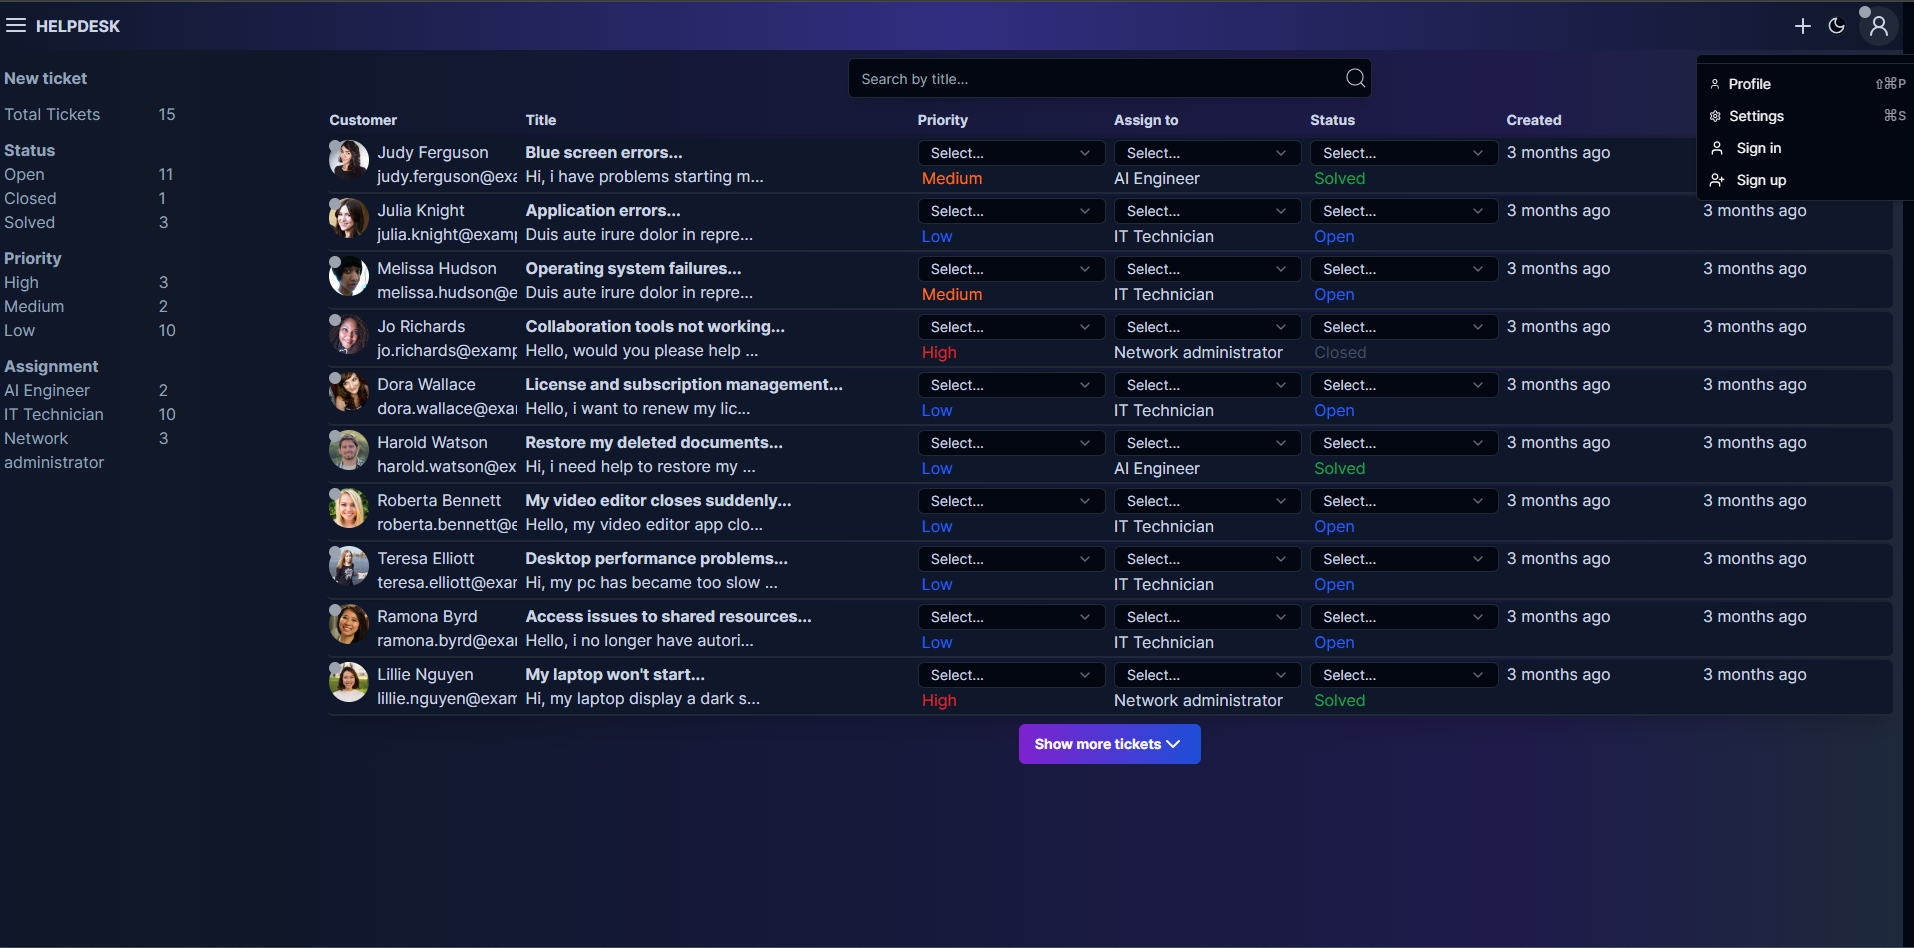 HELPDESK
New ticket
Total Tickets 15
Status
Open 11
Closed 1
Solved 3
Priority
High 3
Medium 2
Low 10
Assignment
AI Engineer 2
IT Technician 10
Network 3
administrator
Search by title...
Profile ⇧⌘P
Settings ⌘S
Sign in
Sign up
Customer Title Priority Assign to Status Created
Judy Ferguson Blue screen errors... Select... Select... Select... 3 months ago
judy.ferguson@exa Hi, i have problems starting m... Medium AI Engineer Solved
Julia Knight Application errors... Select... Select... Select... 3 months ago 3 months ago
julia.knight@examp Duis aute irure dolor in repre... Low IT Technician Open
Melissa Hudson Operating system failures... Select... Select... Select... 3 months ago 3 months ago
melissa.hudson@e Duis aute irure dolor in repre... Medium IT Technician Open
Jo Richards Collaboration tools not working... Select... Select... Select... 3 months ago 3 months ago
jo.richards@examp Hello, would you please help ... High Network administrator Closed
Dora Wallace License and subscription management... Select... Select... Select... 3 months ago 3 months ago
dora.wallace@exar Hello, i want to renew my lic... Low IT Technician Open
Harold Watson Restore my deleted documents... Select... Select... Select... 3 months ago 3 months ago
harold.watson@ex Hi, i need help to restore my ... Low AI Engineer Solved
Roberta Bennett My video editor closes suddenly... Select... Select... Select... 3 months ago 3 months ago
roberta.bennett@e Hello, my video editor app clo... Low IT Technician Open
Teresa Elliott Desktop performance problems... Select... Select... Select... 3 months ago 3 months ago
teresa.elliott@exar Hi, my pc has became too slow ... Low IT Technician Open
Ramona Byrd Access issues to shared resources... Select... Select... Select... 3 months ago 3 months ago
ramona.byrd@exar Hello, i no longer have autori... Low IT Technician Open
Lillie Nguyen My laptop won't start... Select... Select... Select... 3 months ago 3 months ago
lillie.nguyen@exam Hi, my laptop display a dark s... High Network administrator Solved
Show more tickets